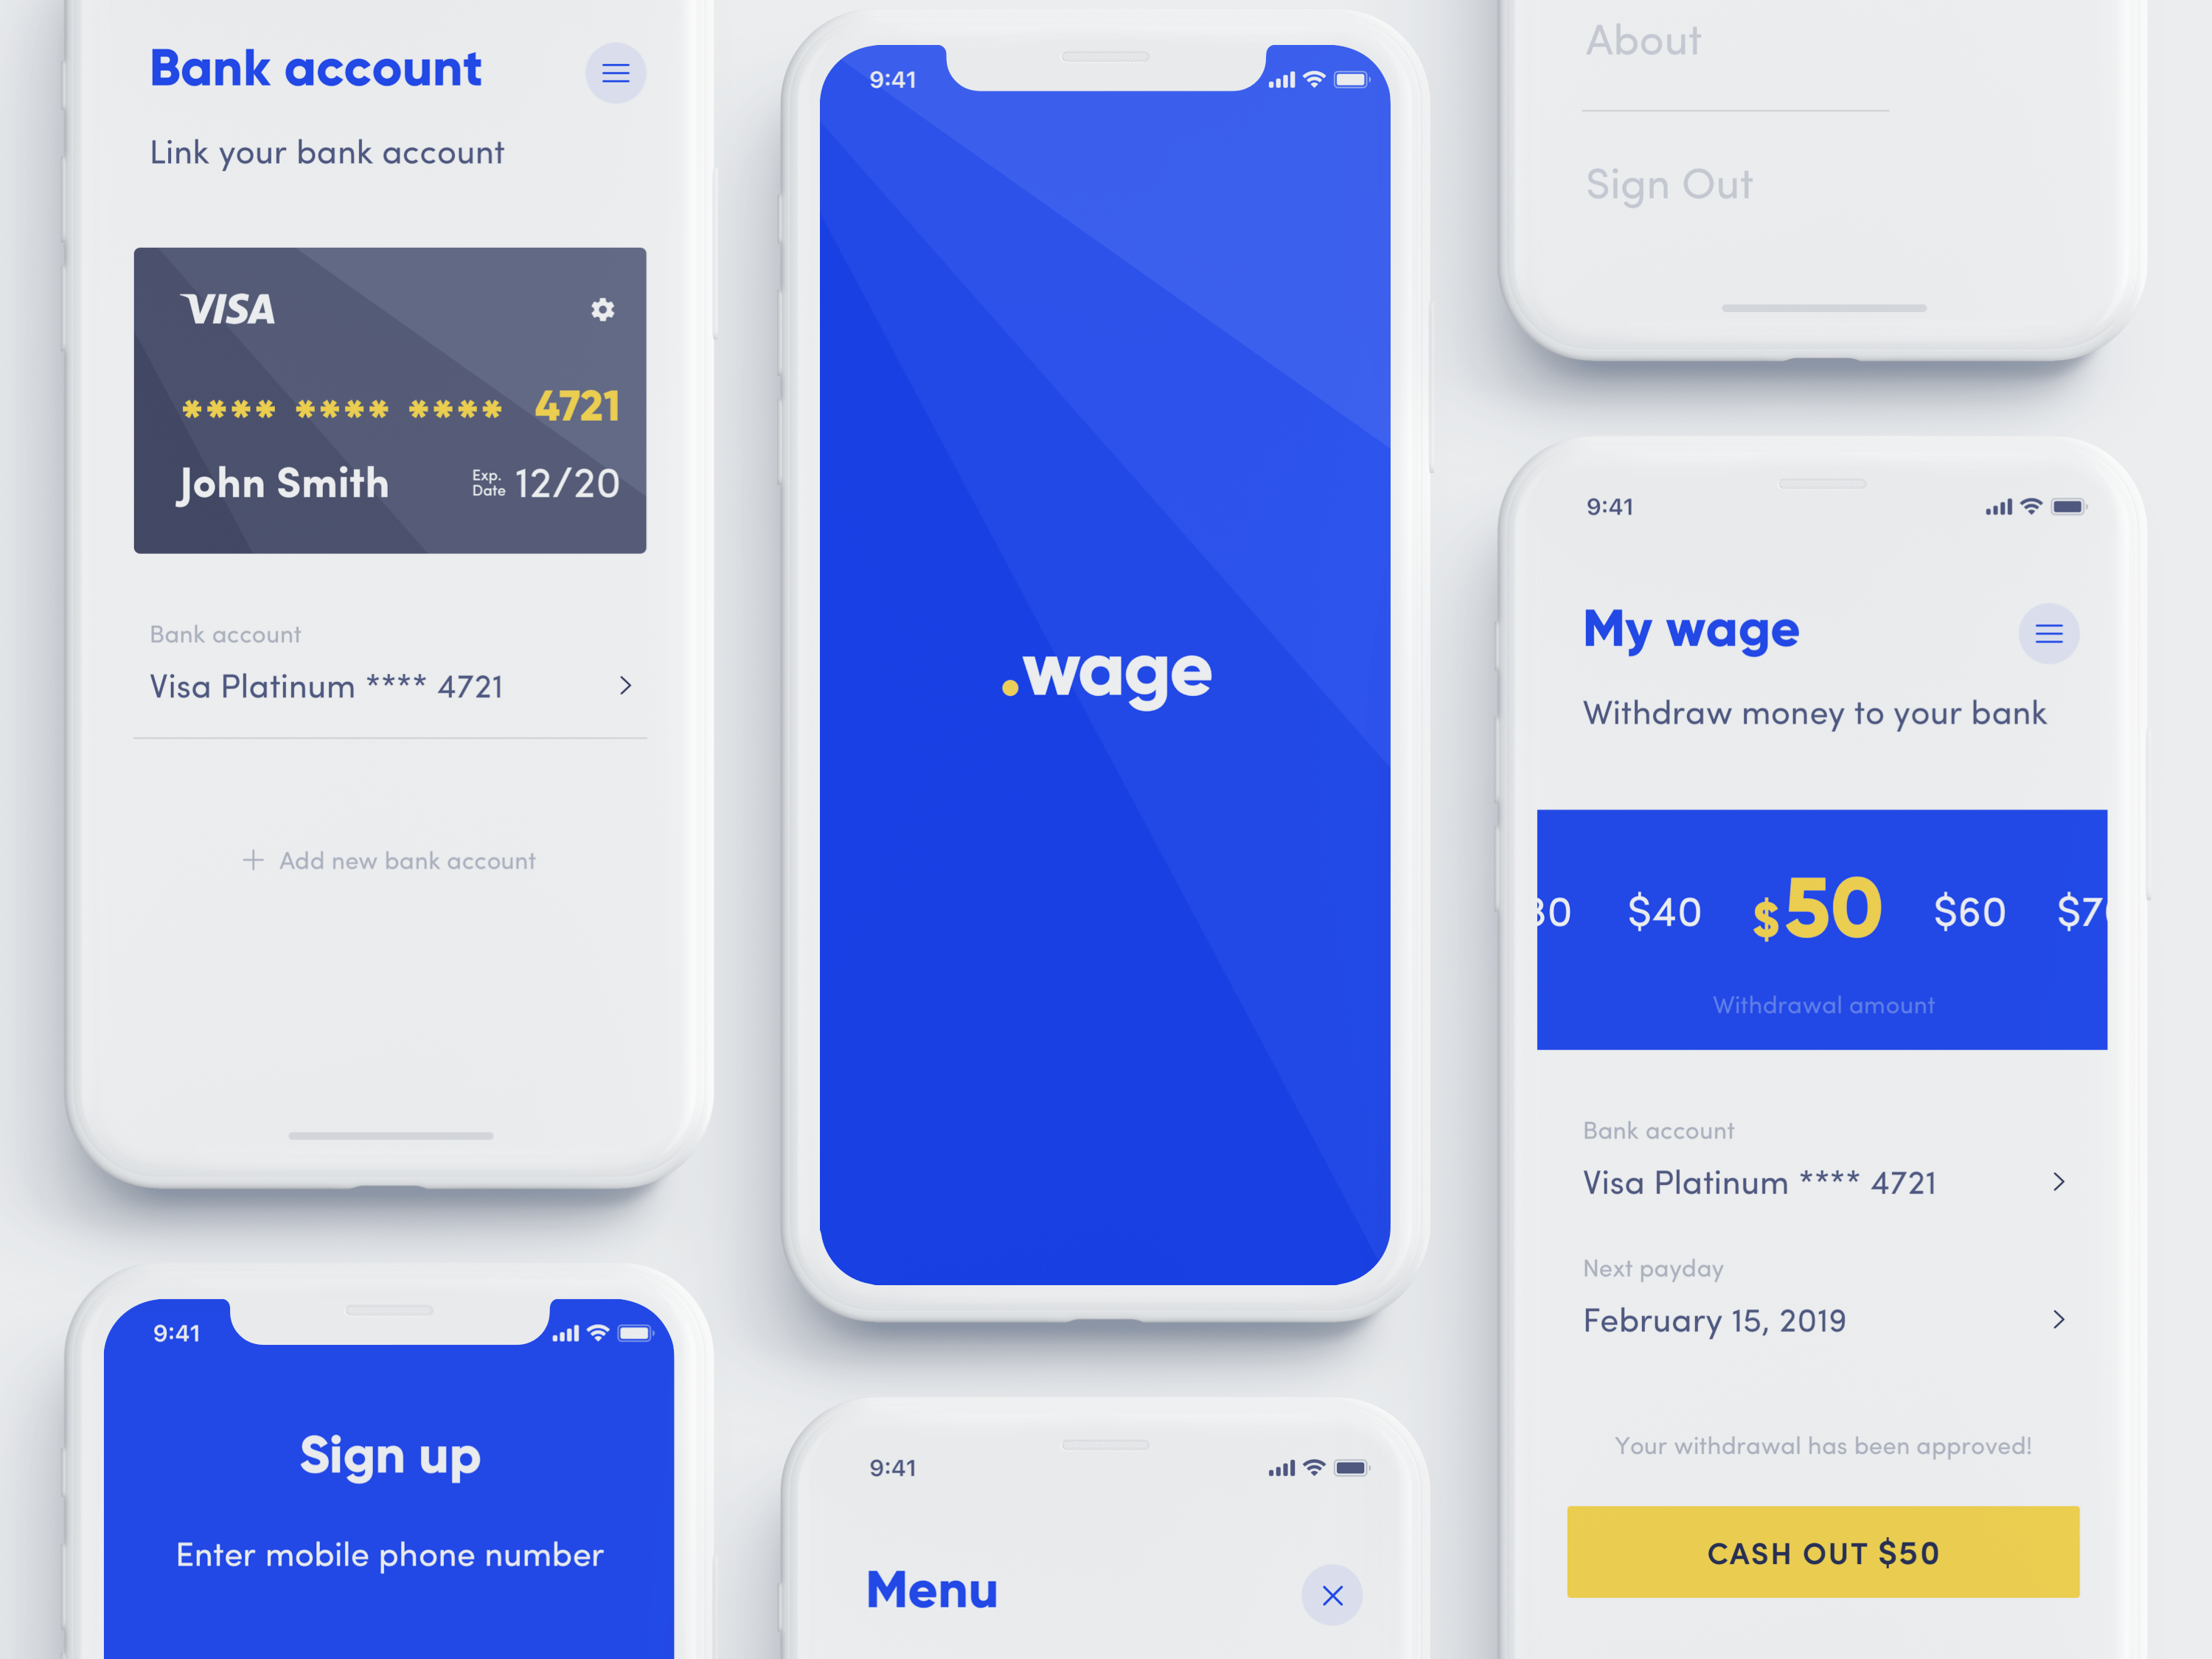 Bank account
Link your bank account
VISA
**** **** **** 4721
John Smith
Exp. Date 12/20
Bank account
Visa Platinum **** 4721
+ Add new bank account
9:41
Sign up
Enter mobile phone number
9:41
.wage
9:41
Menu
About
Sign Out
9:41
My wage
Withdraw money to your bank
$40 $50 $60
Withdrawal amount
Bank account
Visa Platinum **** 4721
Next payday
February 15, 2019
Your withdrawal has been approved!
CASH OUT $50